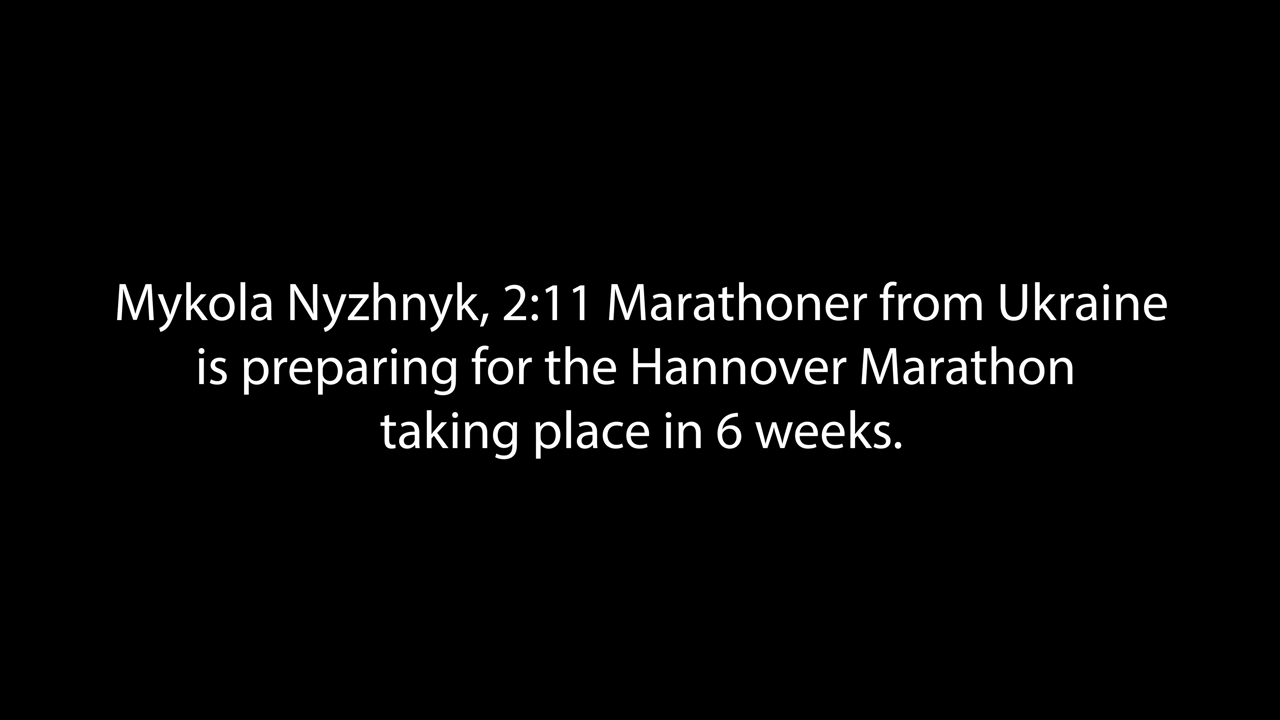 Mykola Nyzhnyk, 2:11 Marathoner from Ukraine
is preparing for the Hannover Marathon
taking place in 6 weeks.